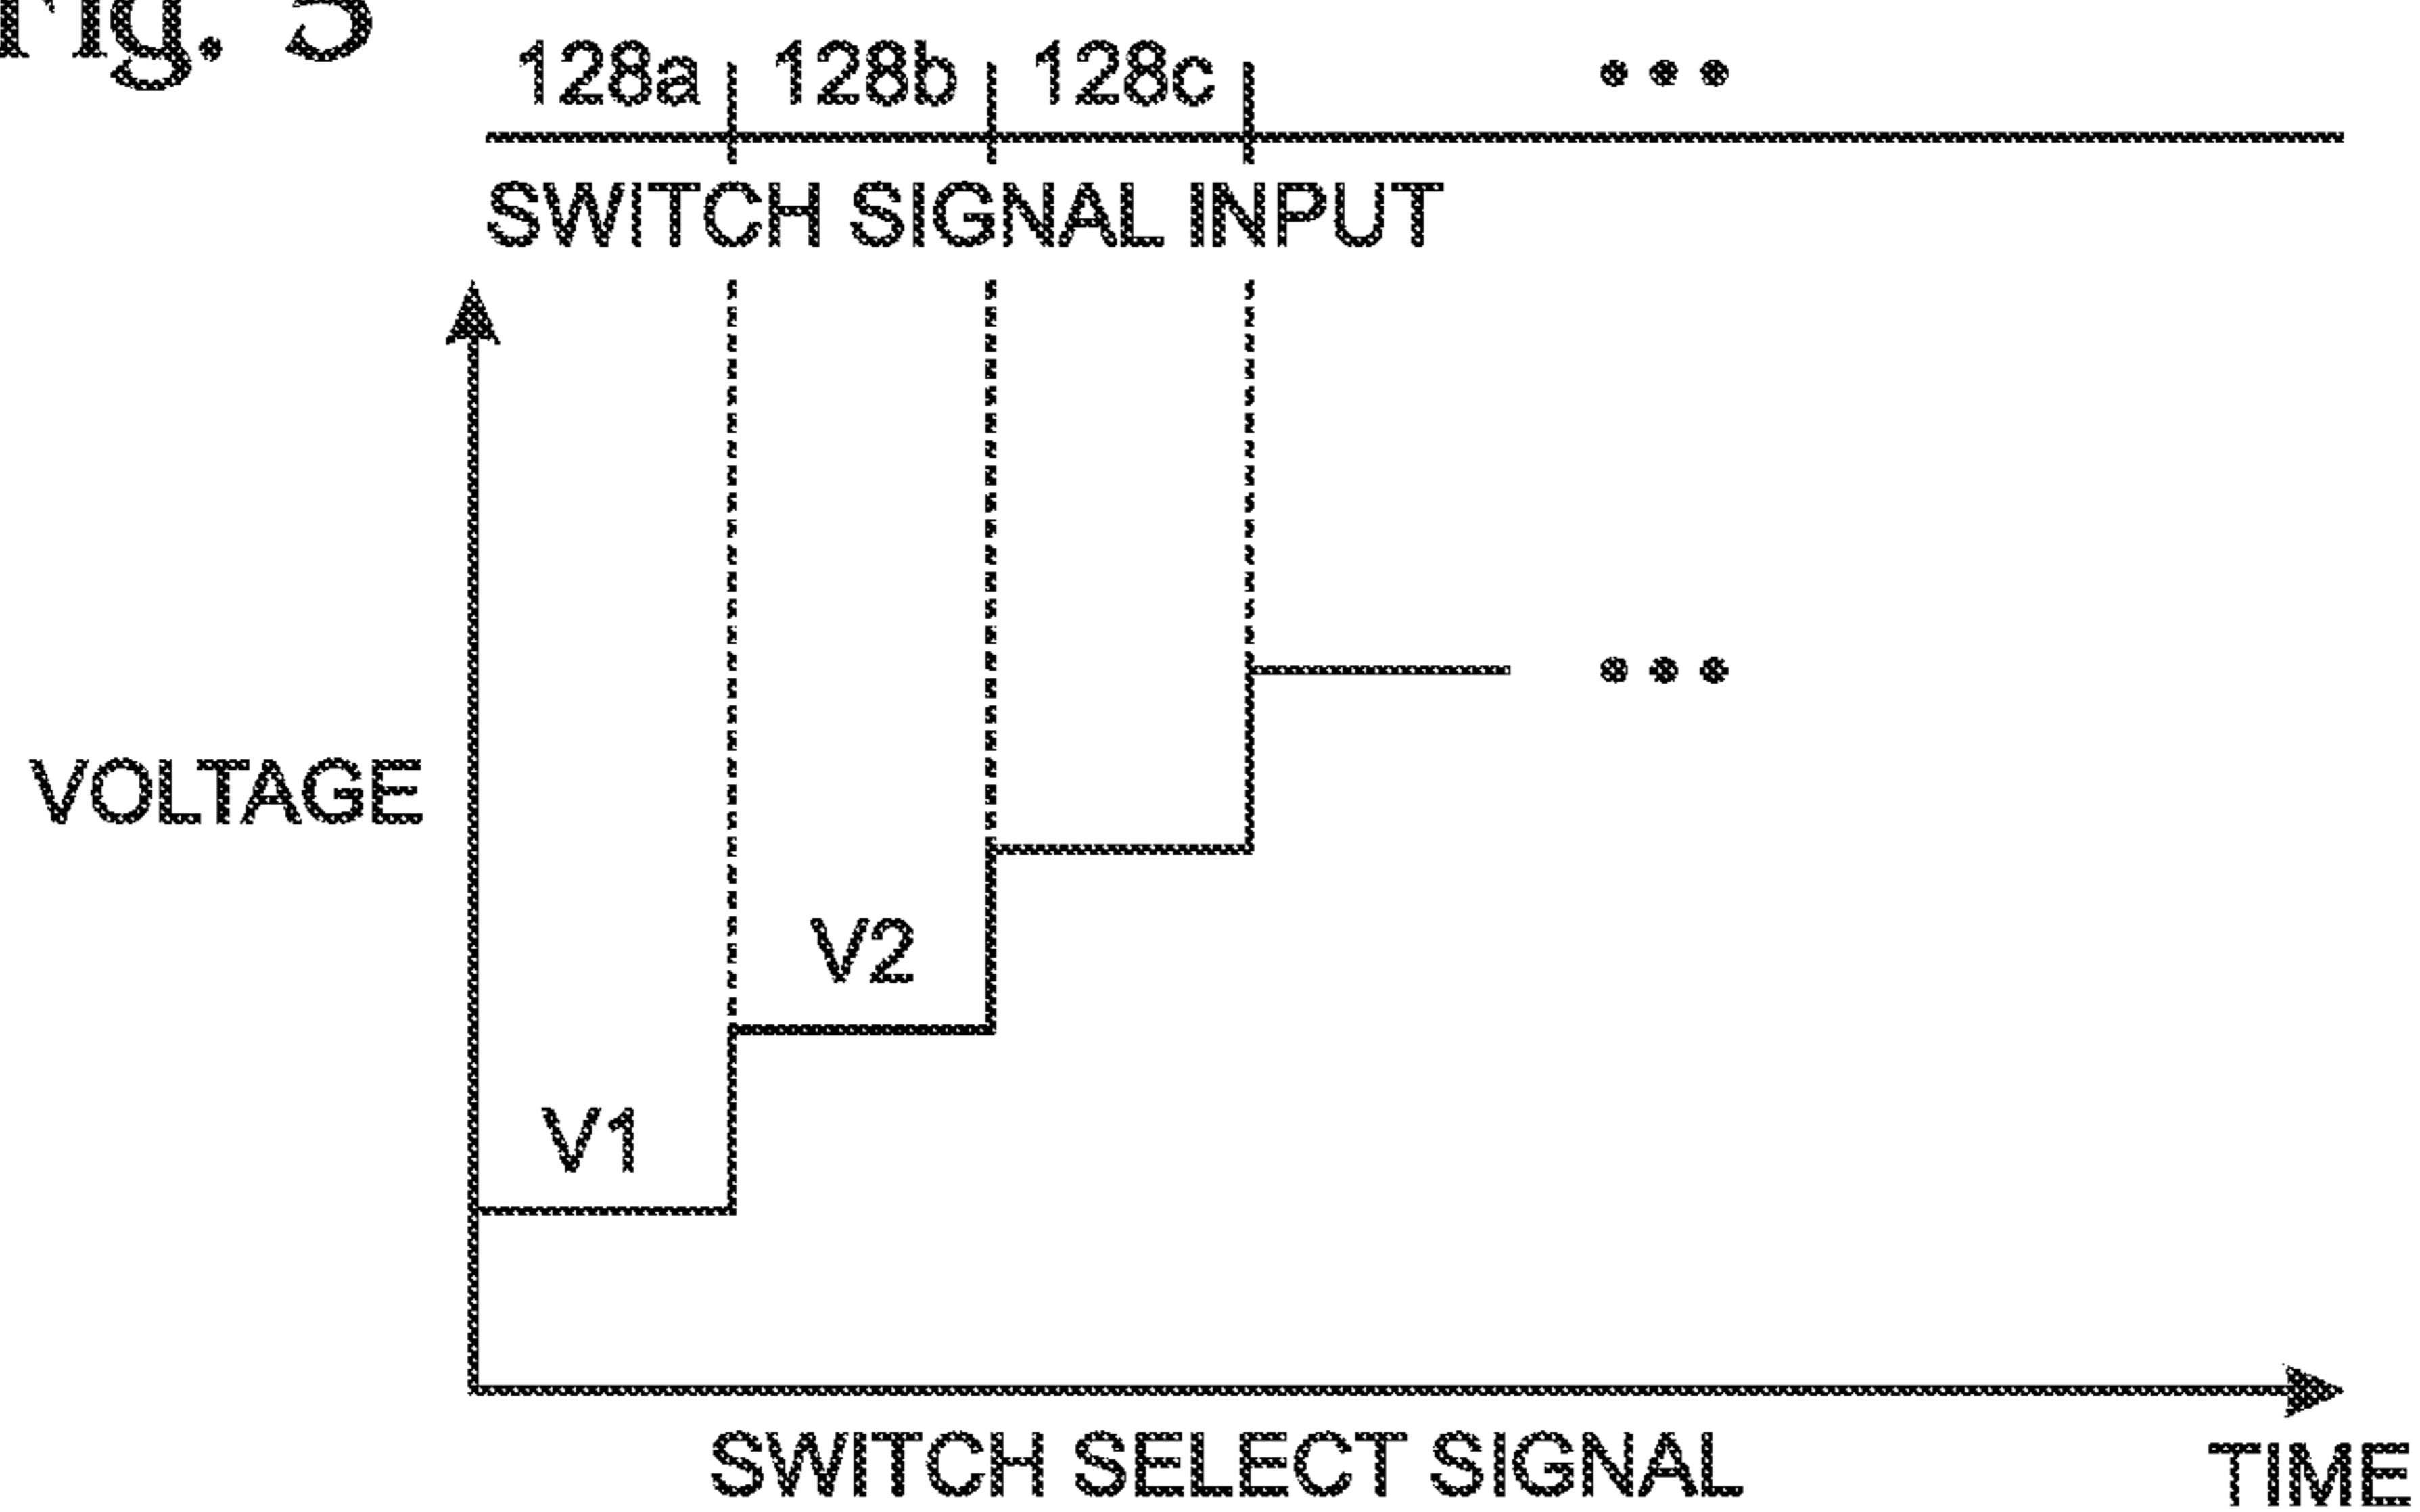 Fig. 5
128a 128b 128c •••
SWITCH SIGNAL INPUT
•••
VOLTAGE
V2
V1
SWITCH SELECT SIGNAL
TIME